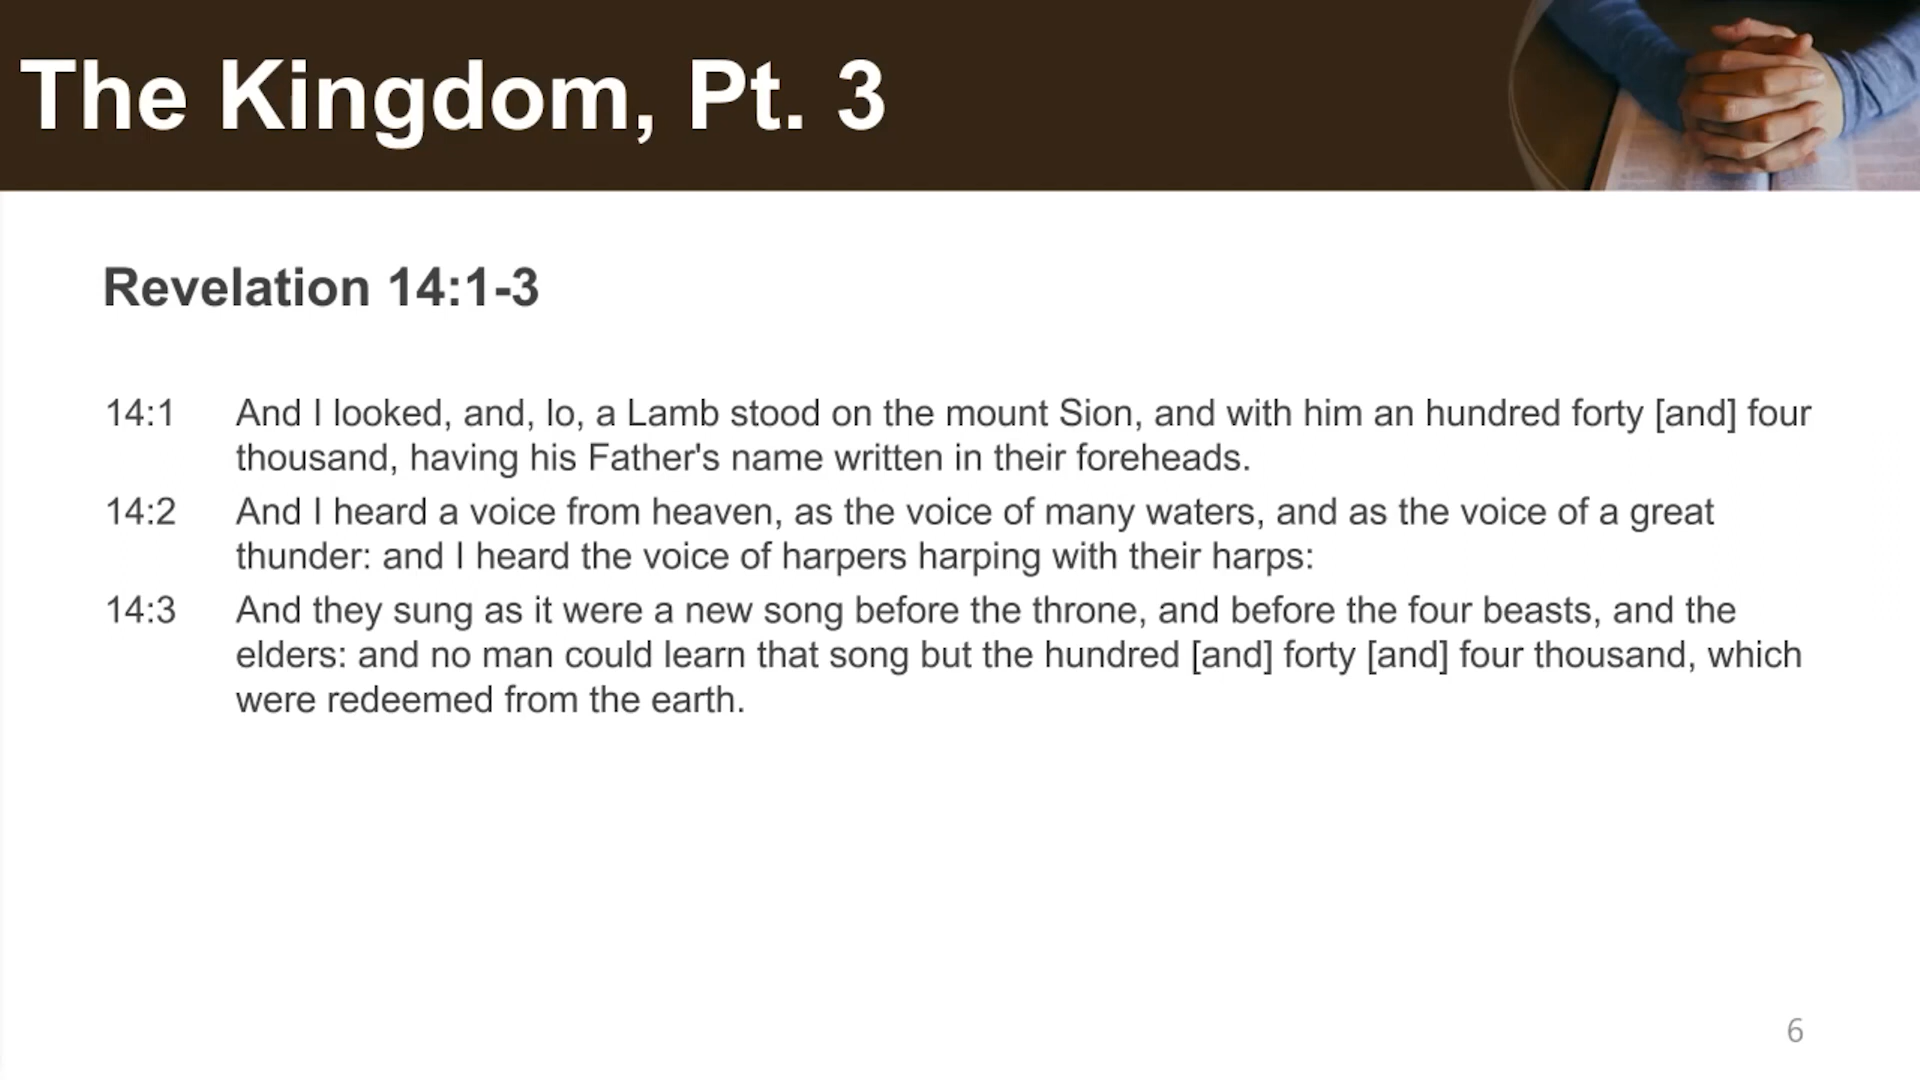 The Kingdom, Pt. 3
Revelation 14:1-3
14:1 And I looked, and, lo, a Lamb stood on the mount Sion, and with him an hundred forty [and] four
thousand, having his Father's name written in their foreheads.
14:2 And I heard a voice from heaven, as the voice of many waters, and as the voice of a great
thunder: and I heard the voice of harpers harping with their harps:
14:3 And they sung as it were a new song before the throne, and before the four beasts, and the
elders: and no man could learn that song but the hundred [and] forty [and] four thousand, which
were redeemed from the earth.
6